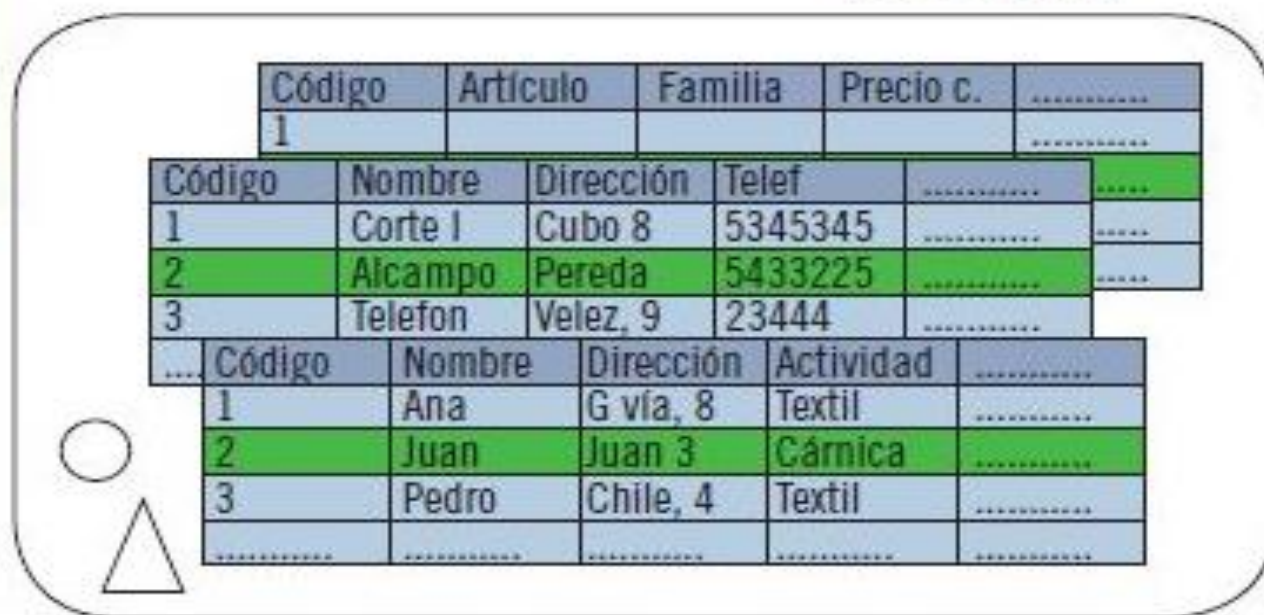 Código Artículo Familia Precio c. ...........
1 ...........
.....
Código Nombre Dirección Telef ...........
1 Corte I Cubo 8 5345345 ...........
.....
2 Alcampo Pereda 5433225 ...........
.....
3 Telefon Velez, 9 23444 ...........
....
Código Nombre Dirección Actividad ...........
1 Ana G vía, 8 Textil ...........
2 Juan Juan 3 Cárnica ...........
3 Pedro Chile, 4 Textil ...........
........... ........... ........... ........... ...........